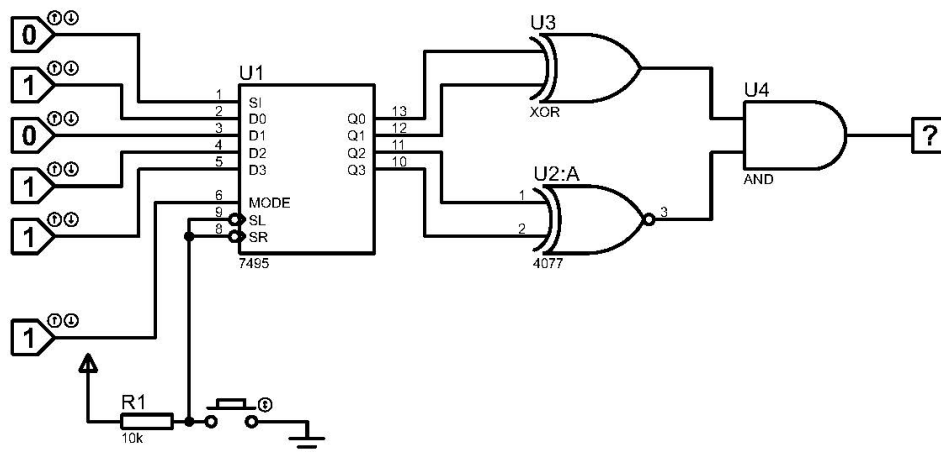 0
1
0
1
1
1
U1
1 SI
2 D0
3 D1
4 D2
5 D3
6 MODE
9 SL
8 SR
Q0 13
Q1 12
Q2 11
Q3 10
7495
U3
XOR
U2:A
1
2
3
4077
U4
AND
?
R1
10k